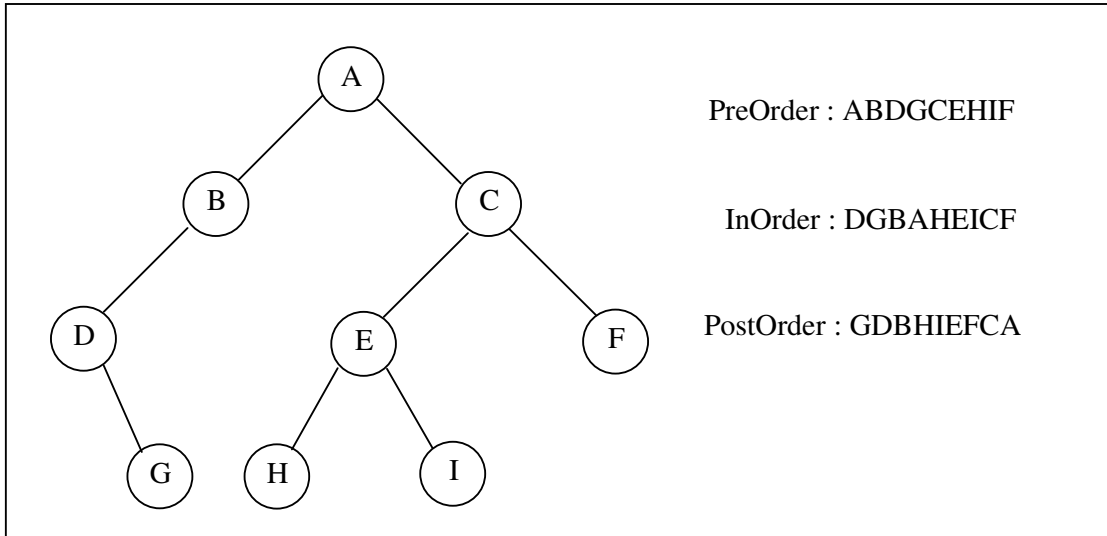 A
PreOrder : ABDGCEHIF
B
C
InOrder : DGBAHEICF
D
E
F
PostOrder : GDBHIEFCA
G
H
I